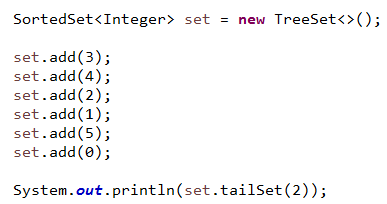 SortedSet<Integer> set = new TreeSet<>();
set.add(3);
set.add(4);
set.add(2);
set.add(1);
set.add(5);
set.add(0);
System.out.println(set.tailSet(2));